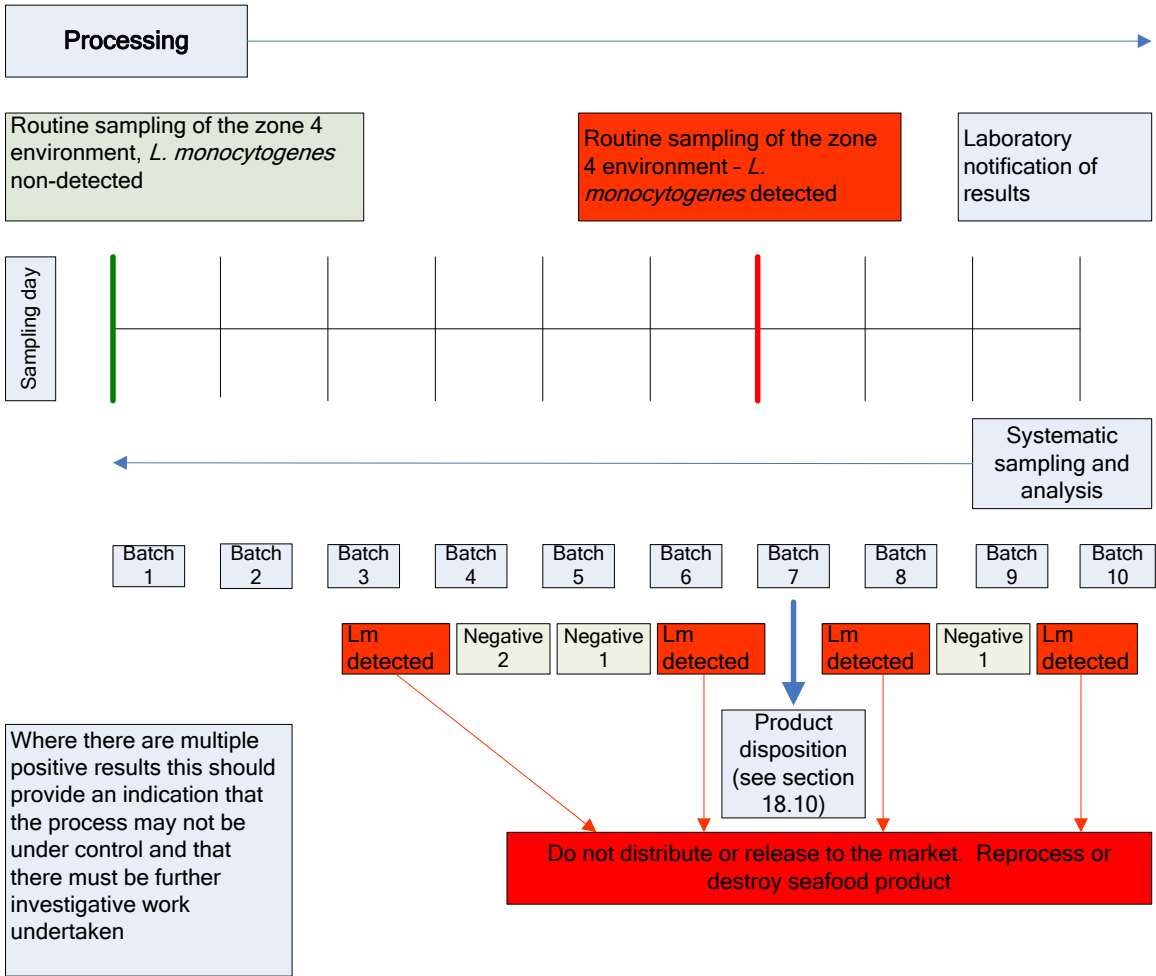 Processing
Routine sampling of the zone 4
environment, L. monocytogenes
non-detected
Routine sampling of the zone
4 environment - L.
monocytogenes detected
Laboratory
notification of
results
Sampling day
Systematic
sampling and
analysis
Batch
1
Batch
2
Batch
3
Batch
4
Batch
5
Batch
6
Batch
7
Batch
8
Batch
9
Batch
10
Lm
detected
Negative
2
Negative
1
Lm
detected
Lm
detected
Negative
1
Lm
detected
Product
disposition
(see section
18.10)
Where there are multiple
positive results this should
provide an indication that
the process may not be
under control and that
there must be further
investigative work
undertaken
Do not distribute or release to the market.  Reprocess or
destroy seafood product